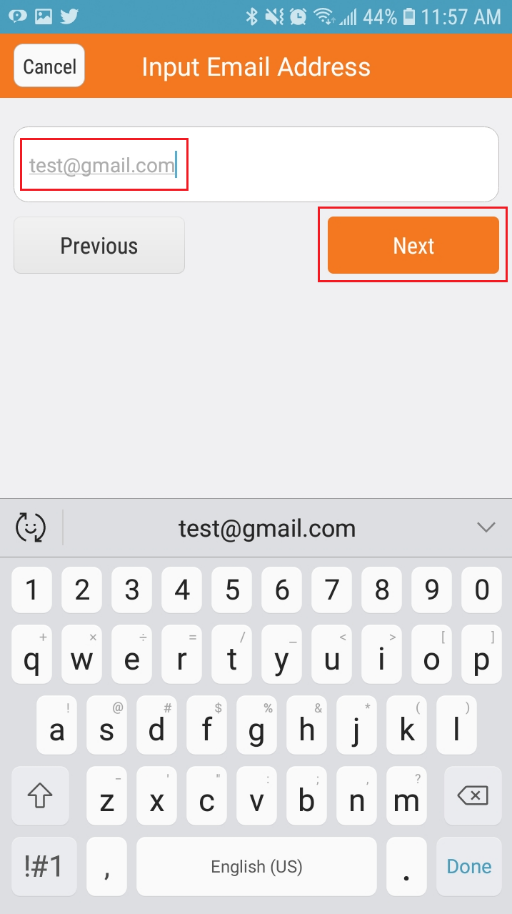 44% 11:57 AM
Cancel Input Email Address
test@gmail.com
Previous Next
test@gmail.com
1 2 3 4 5 6 7 8 9 0
+ × ÷ = / _ < > [ ]
q w e r t y u i o p
! @ # $ % & * ( )
a s d f g h j k l
- ' " : ; , ?
z x c v b n m
!#1 , English (US) . Done